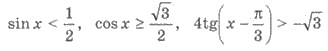 sin x < 1/2, cos x ≥ √3/2, 4tg(x − π/3) > −√3